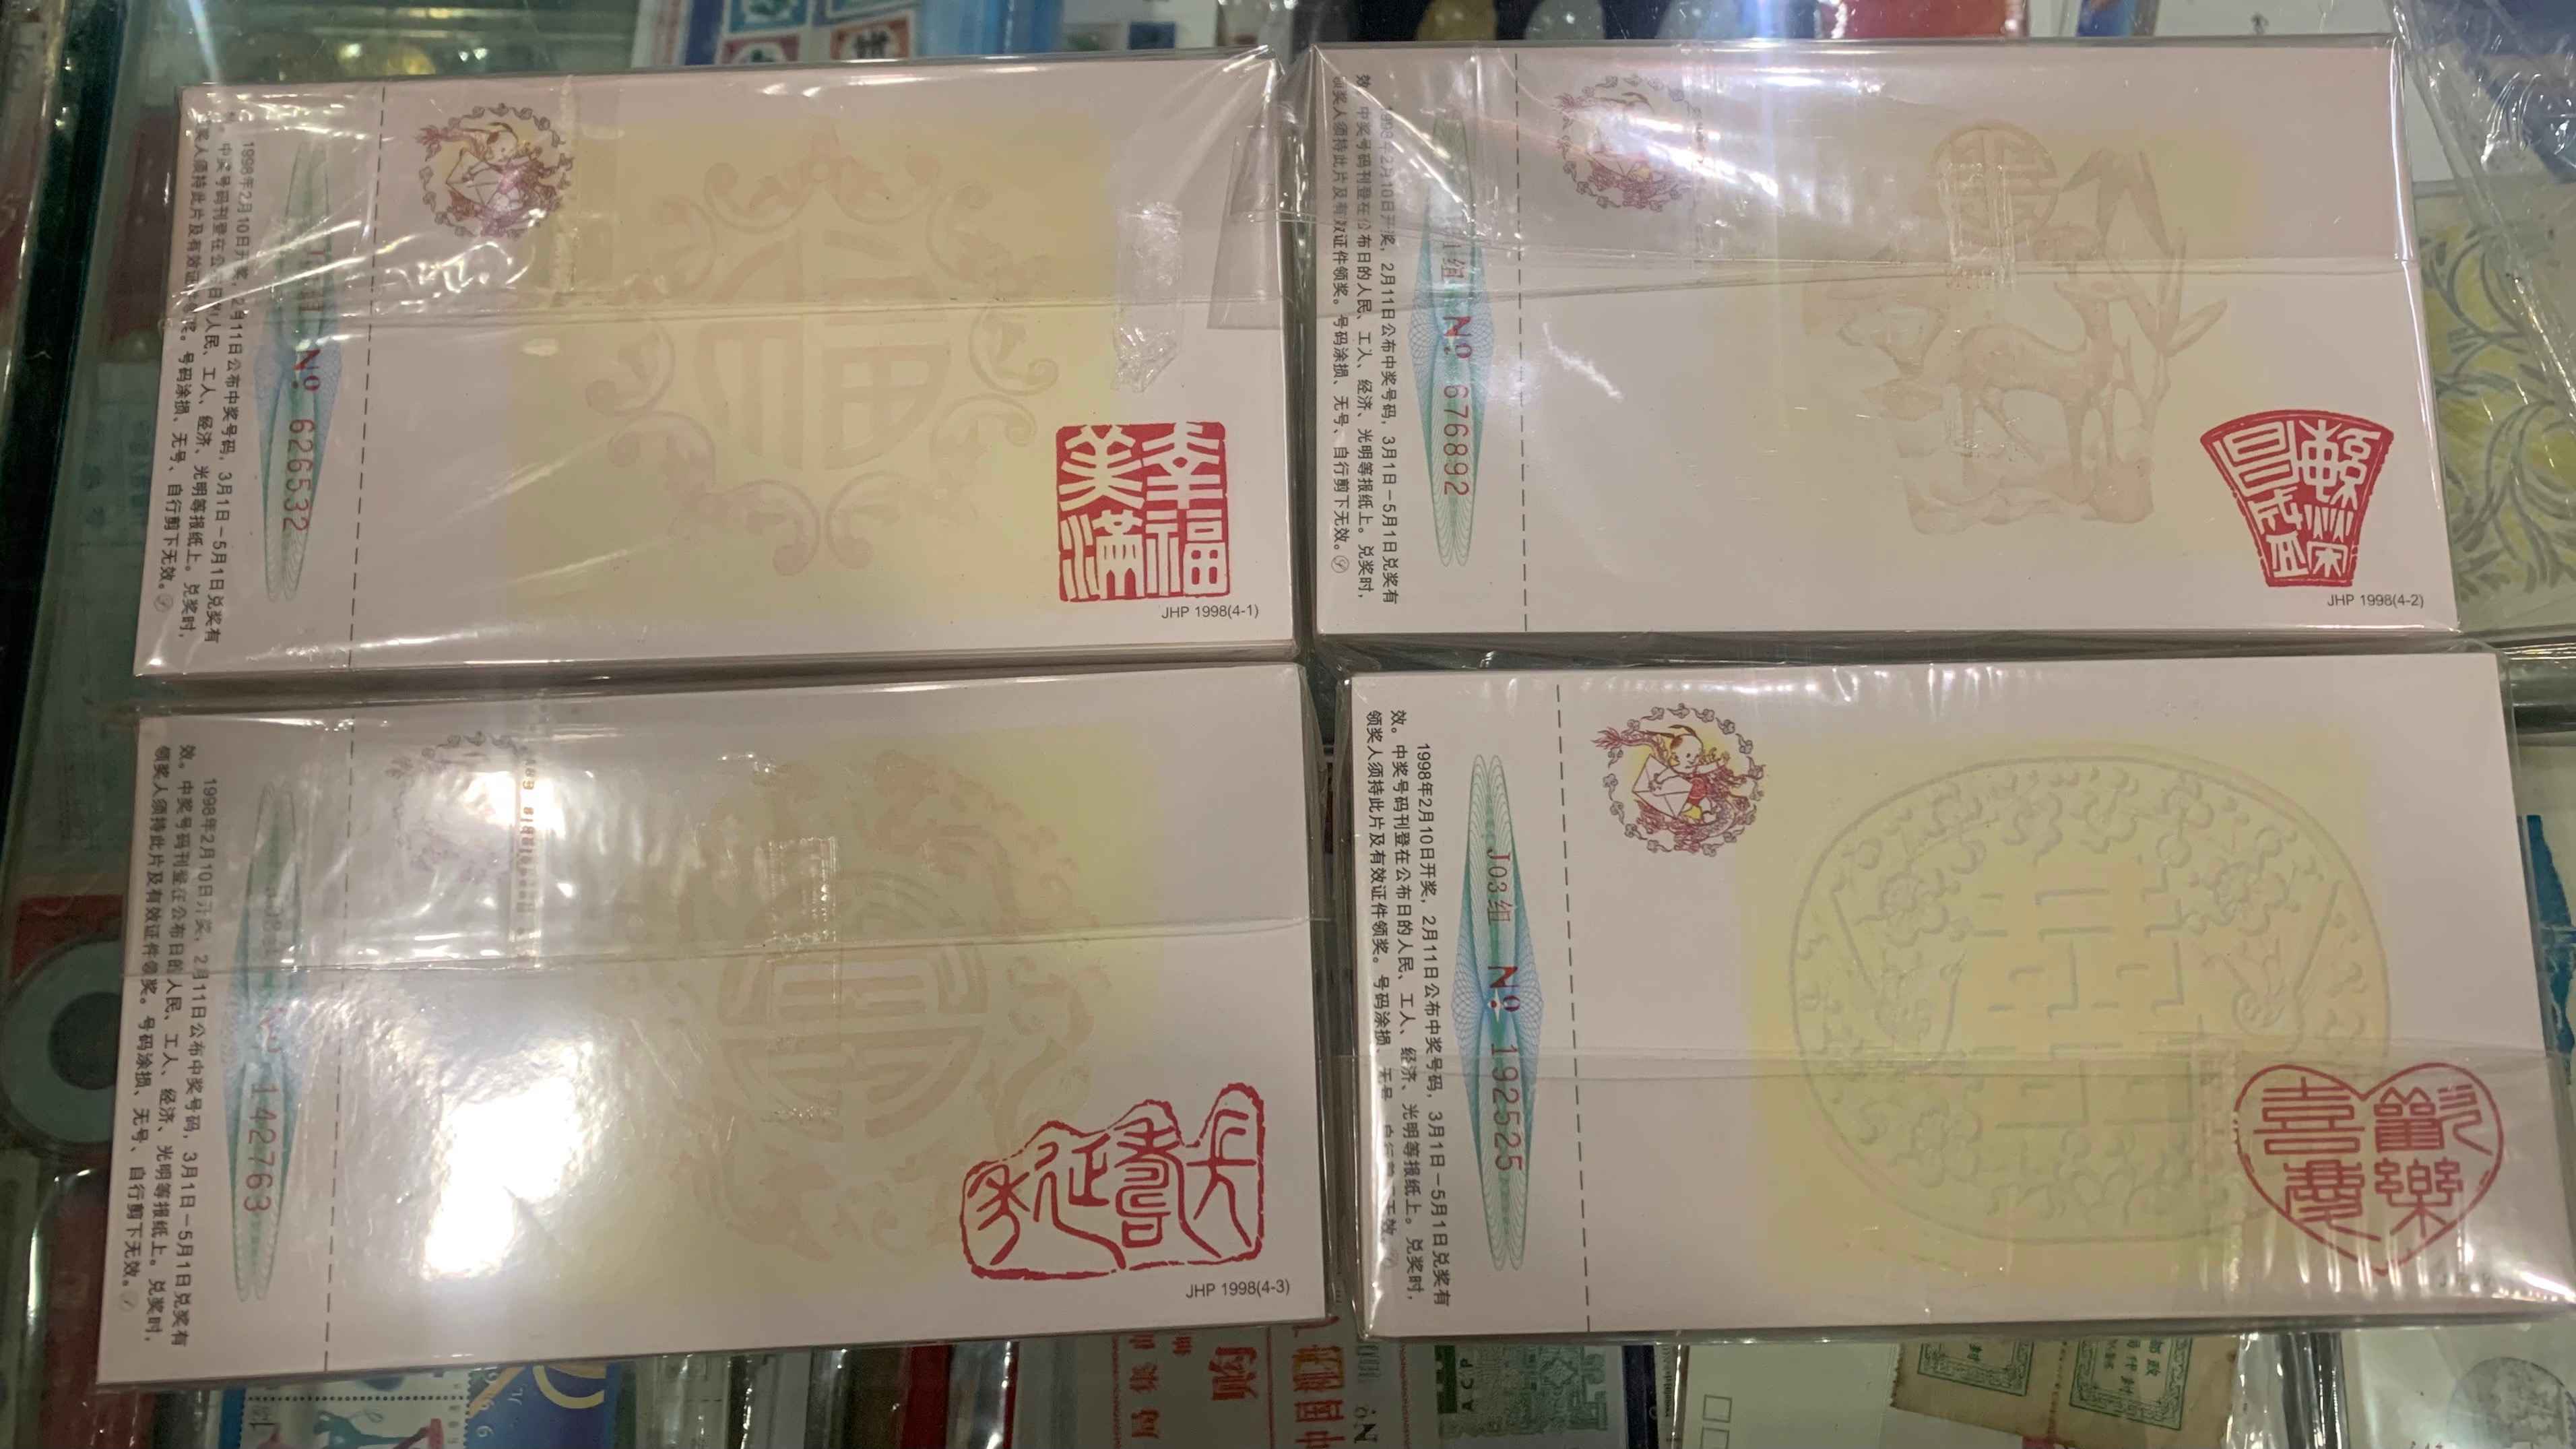 1998年2月10日开奖，2月11日公布中奖号码，3月1日－5月1日兑奖有
中奖号码刊登在公布日的人民、工人、经济、光明等报纸上。兑奖时，
奖人须持此片及有效证件领奖。号码涂损、无号、自行剪下无效。
No 626532
幸福
美满
JHP 1998(4-1)
1998年2月10日开奖，2月11日公布中奖号码，3月1日－5月1日兑奖有
效。中奖号码刊登在公布日的人民、工人、经济、光明等报纸上。兑奖时，
领奖人须持此片及有效证件领奖。号码涂损、无号、自行剪下无效。
组 No 676892
JHP 1998(4-2)
1998年2月10日开奖，2月11日公布中奖号码，3月1日－5月1日兑奖有
效。中奖号码刊登在公布日的人民、工人、经济、光明等报纸上。兑奖时，
领奖人须持此片及有效证件领奖。号码涂损、无号、自行剪下无效。
142763
JHP 1998(4-3)
1998年2月10日开奖，2月11日公布中奖号码，3月1日－5月1日兑奖有
效。中奖号码刊登在公布日的人民、工人、经济、光明等报纸上。兑奖时，
领奖人须持此片及有效证件领奖。号码涂损、无号、自行剪下无效。
J03组 No 192525
歡樂
喜慶